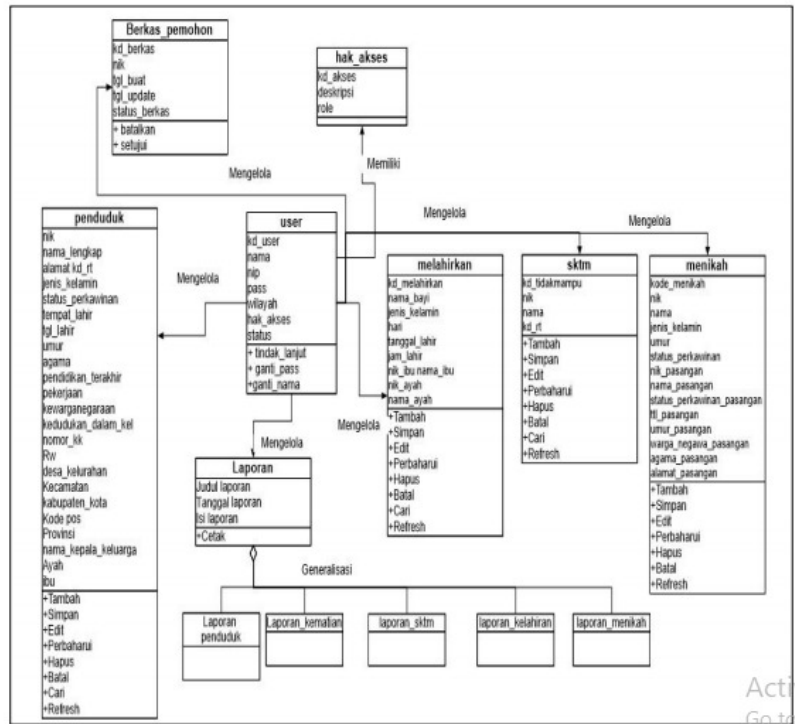 Berkas_pemohon
kd_berkas
nik
tgl_buat
tgl_update
status_berkas
+ batalkan
+ setujui
hak_akses
kd_akses
deskripsi
role
Memiliki
Mengelola
penduduk
nik
nama_lengkap
alamat kd_rt
jenis_kelamin
status_perkawinan
tempat_lahir
tgl_lahir
umur
agama
pendidikan_terakhir
pekerjaan
kewarganegaraan
kedudukan_dalam_kel
nomor_kk
Rw
desa_kelurahan
Kecamatan
kabupaten_kota
Kode pos
Provinsi
nama_kepala_keluarga
Ayah
ibu
+Tambah
+Simpan
+Edit
+Perbaharui
+Hapus
+Batal
+Cari
+Refresh
Mengelola
user
kd_user
nama
nip
pass
wilayah
hak_akses
status
+ tindak_lanjut
+ ganti_pass
+ganti_nama
Mengelola
Mengelola
Mengelola
Mengelola
melahirkan
kd_melahirkan
nama_bayi
jenis_kelamin
hari
tanggal_lahir
jam_lahir
nik_ibu nama_ibu
nik_ayah
nama_ayah
+Tambah
+Simpan
+Edit
+Perbaharui
+Hapus
+Batal
+Cari
+Refresh
sktm
kd_tidakmampu
nik
nama
kd_rt
+Tambah
+Simpan
+Edit
+Perbaharui
+Hapus
+Batal
+Cari
+Refresh
menikah
kode_menikah
nik
nama
jenis_kelamin
umur
status_perkawinan
nik_pasangan
nama_pasangan
status_perkawinan_pasangan
ttl_pasangan
umur_pasangan
warga_negawa_pasangan
agama_pasangan
alamat_pasangan
+Tambah
+Simpan
+Edit
+Perbaharui
+Hapus
+Batal
+Refresh
Laporan
Judul laporan
Tanggal laporan
Isi laporan
+Cetak
Generalisasi
Laporan
penduduk
Laporan_kematian
laporan_sktm
laporan_kelahiran
laporan_menikah
Acti
Go to